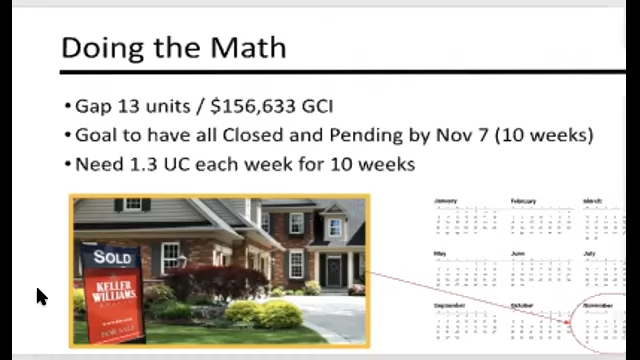 Doing the Math
• Gap 13 units / $156,633 GCI
• Goal to have all Closed and Pending by Nov 7 (10 weeks)
• Need 1.3 UC each week for 10 weeks
SOLD
KELLER
WILLIAMS
FOR SALE
January February March
May June July
September October November